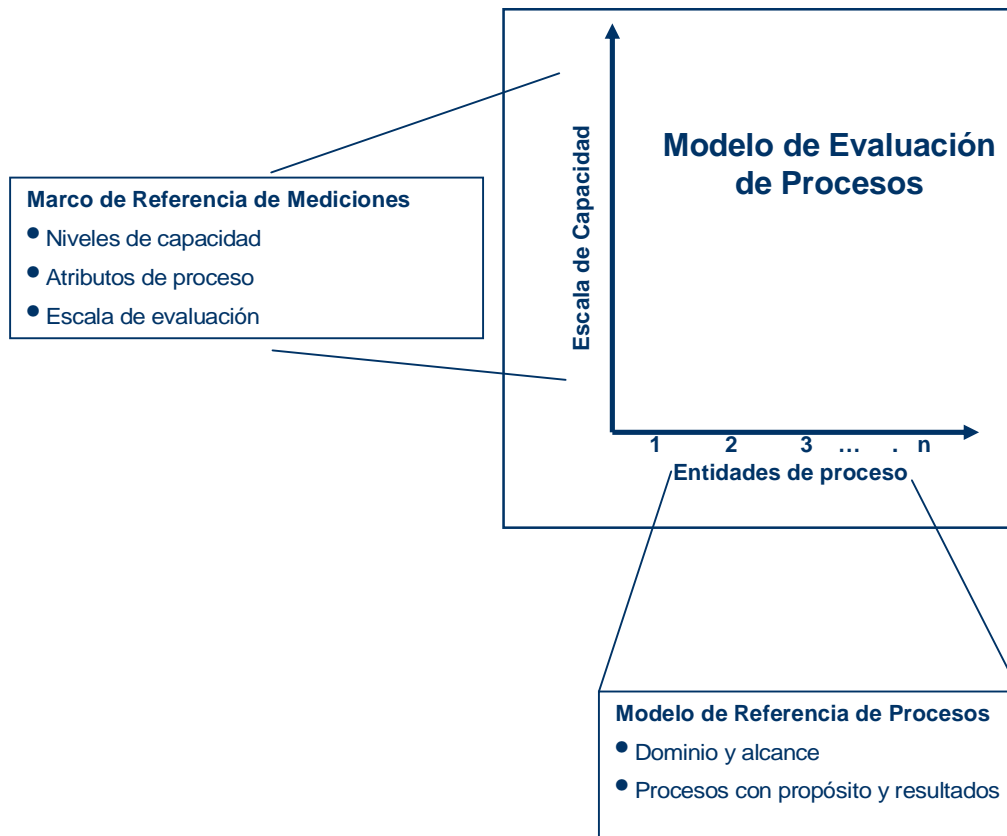 Modelo de Evaluación
de Procesos
Escala de Capacidad
Marco de Referencia de Mediciones
• Niveles de capacidad
• Atributos de proceso
• Escala de evaluación
1 2 3 ... . n
Entidades de proceso
Modelo de Referencia de Procesos
• Dominio y alcance
• Procesos con propósito y resultados